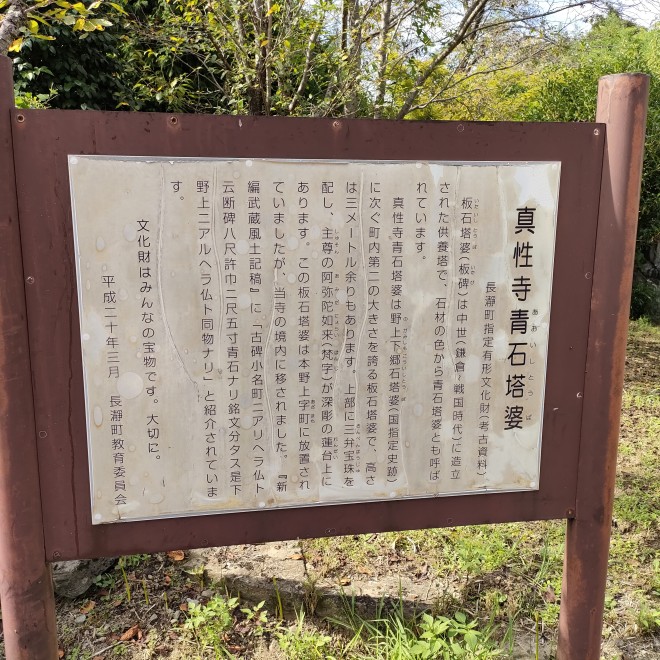 真性寺青石塔婆
長瀞町指定有形文化財(考古資料)
板石塔婆(板碑)は中世(鎌倉~戦国時代)に造立
された供養塔で、石材の色から青石塔婆とも呼ば
れています。
真性寺青石塔婆は野上下郷石塔婆(国指定史跡)
に次ぐ町内第二の大きさを誇る板石塔婆で、高さ
は三メートル余りもあります。上部に三弁宝珠を
配し、主尊の阿弥陀如来(梵字)が深彫の蓮台上に
あります。この板石塔婆は本野上字町に放置され
ていましたが、当寺の境内に移されました。『新
編武蔵風土記稿』に「古碑小名町ニアリヘラ仏ト
云断碑八尺許巾二尺五寸青石ナリ銘文分タス是下
野上ニアルヘラ仏ト同物ナリ」と紹介されていま
す。
文化財はみんなの宝物です。大切に。
平成二十年三月 長瀞町教育委員会